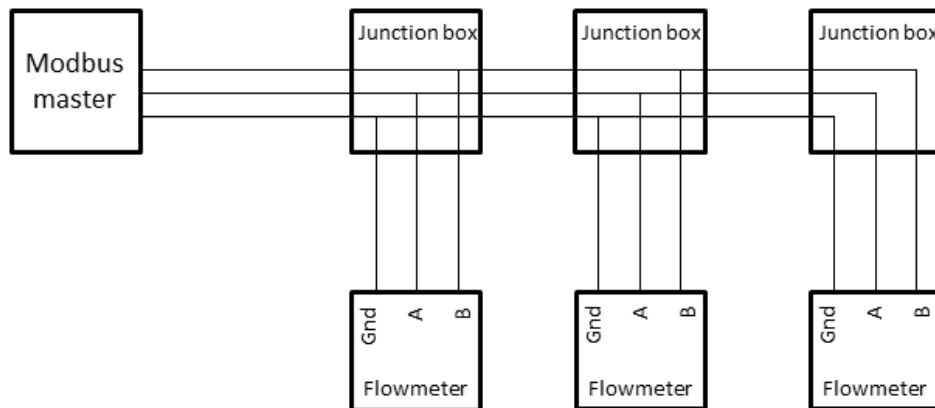 Modbus
master
Junction box
Junction box
Junction box
Gnd
A
B
Flowmeter
Gnd
A
B
Flowmeter
Gnd
A
B
Flowmeter